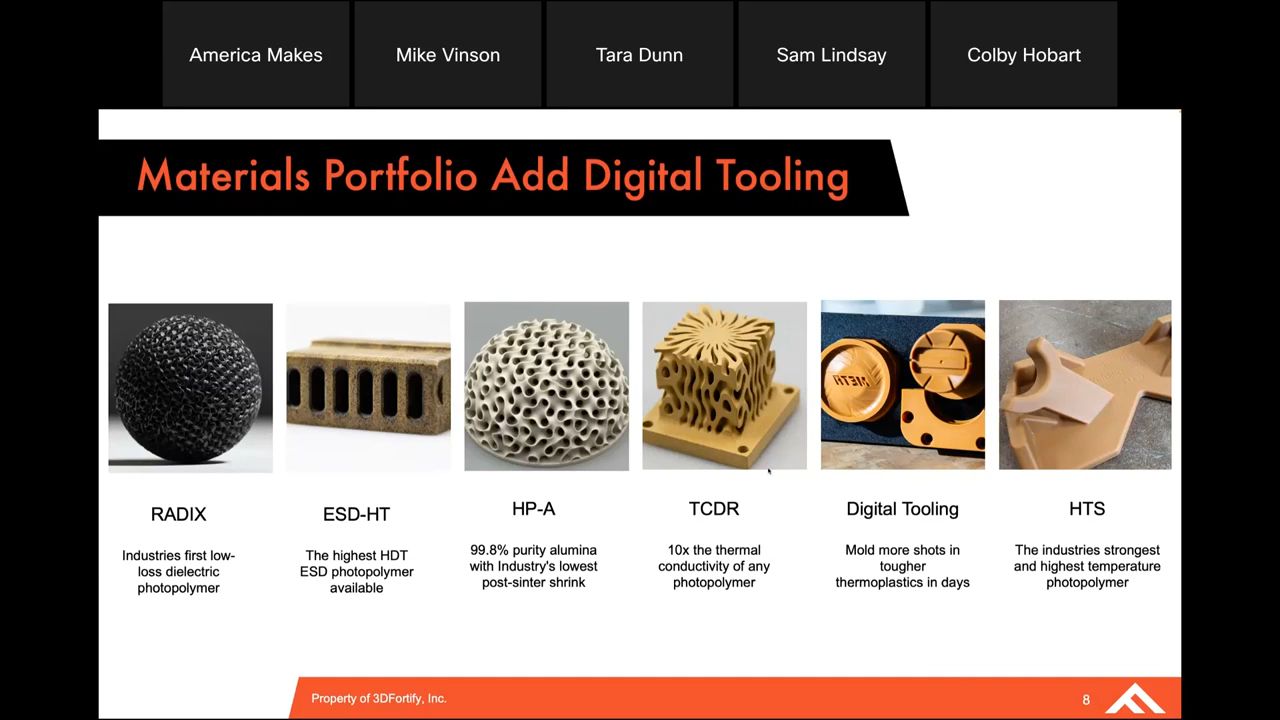 America Makes
Mike Vinson
Tara Dunn
Sam Lindsay
Colby Hobart
Materials Portfolio Add Digital Tooling
RADIX
Industries first low-
loss dielectric
photopolymer
ESD-HT
The highest HDT
ESD photopolymer
available
HP-A
99.8% purity alumina
with Industry's lowest
post-sinter shrink
TCDR
10x the thermal
conductivity of any
photopolymer
Digital Tooling
Mold more shots in
tougher
thermoplastics in days
HTS
The industries strongest
and highest temperature
photopolymer
Property of 3DFortify, Inc.
8